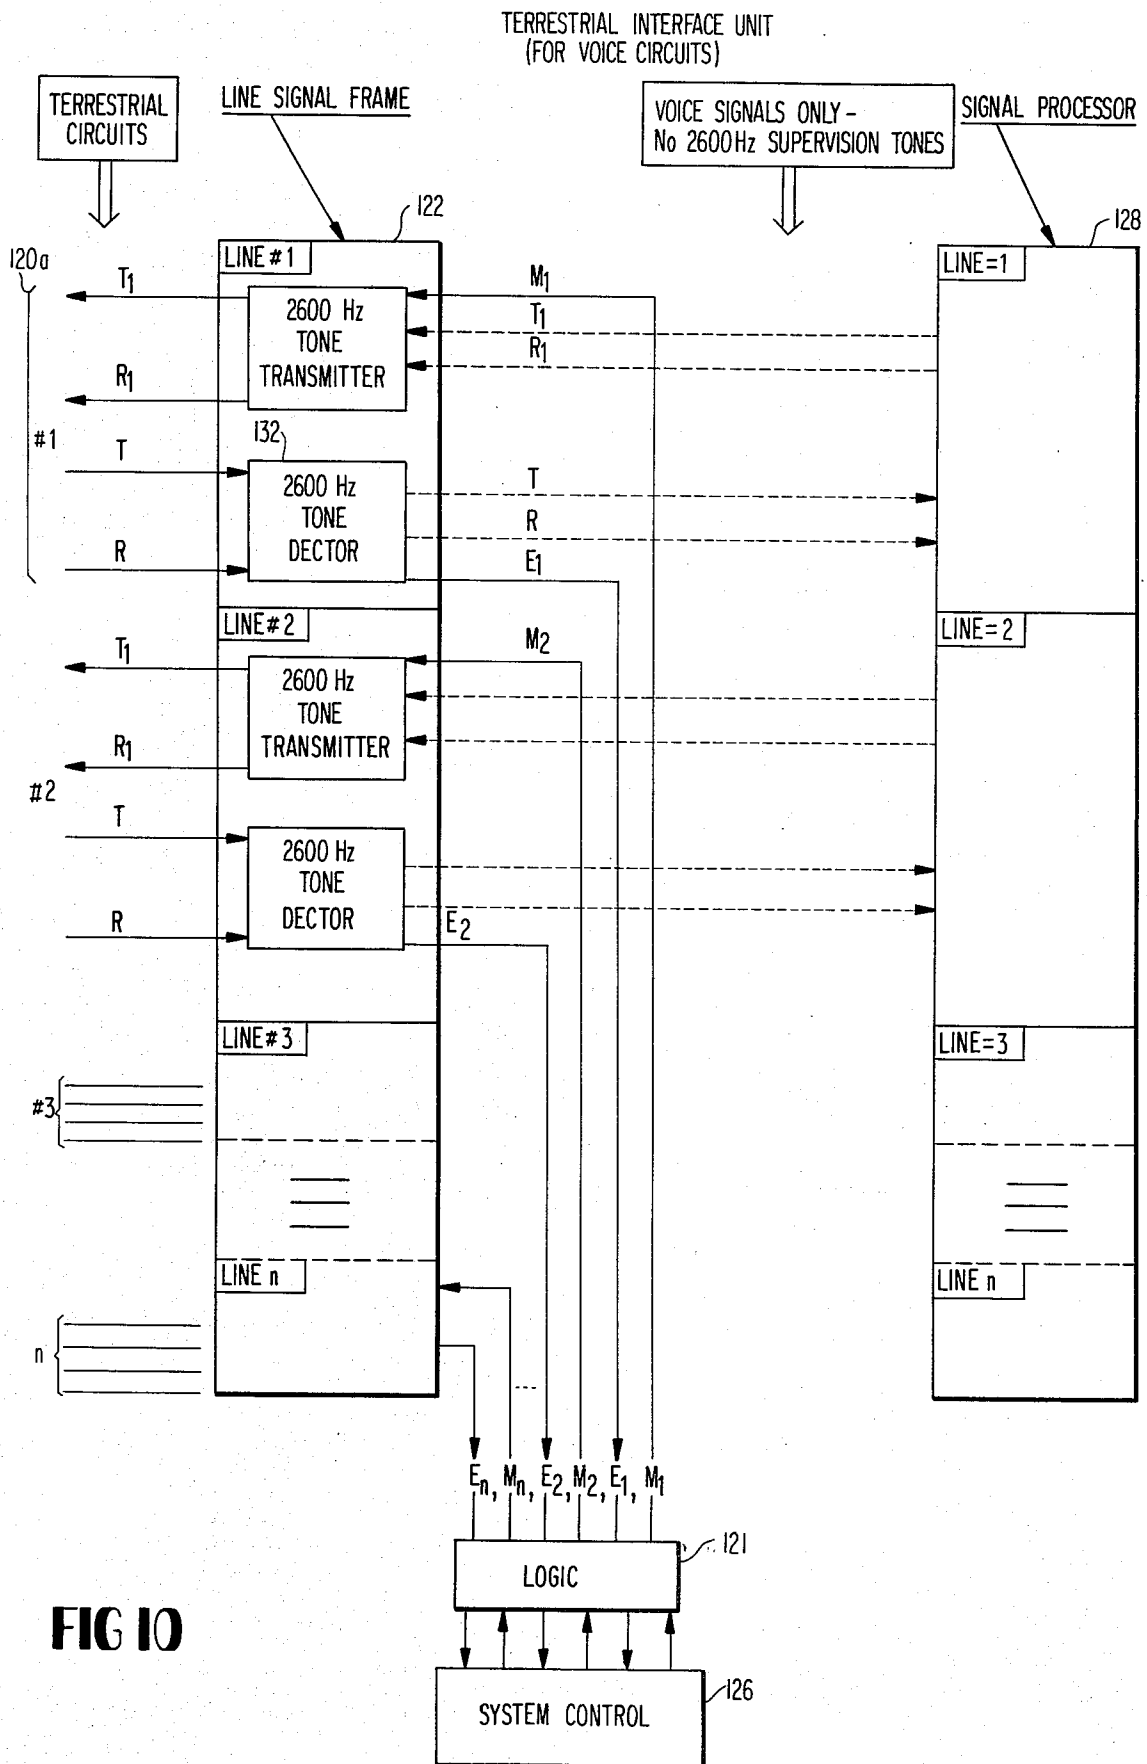 TERRESTRIAL INTERFACE UNIT
(FOR VOICE CIRCUITS)
TERRESTRIAL
CIRCUITS
LINE SIGNAL FRAME
VOICE SIGNALS ONLY -
No 2600Hz SUPERVISION TONES
SIGNAL PROCESSOR
122
128
120a
LINE #1
LINE=1
T1
2600 Hz
TONE
TRANSMITTER
M1
T1
R1
R1
#1
132
T
2600 Hz
TONE
DECTOR
T
R
R
E1
LINE#2
LINE=2
T1
2600 Hz
TONE
TRANSMITTER
M2
R1
#2
T
2600 Hz
TONE
DECTOR
R
E2
LINE#3
LINE=3
#3
LINE n
LINE n
n
En, Mn, E2, M2, E1, M1
121
LOGIC
FIG 10
126
SYSTEM CONTROL